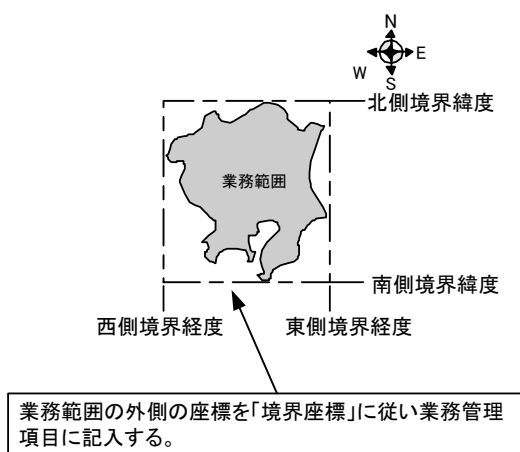 N
W
E
S
北側境界緯度
業務範囲
南側境界緯度
西側境界経度
東側境界経度
業務範囲の外側の座標を「境界座標」に従い業務管理
項目に記入する。